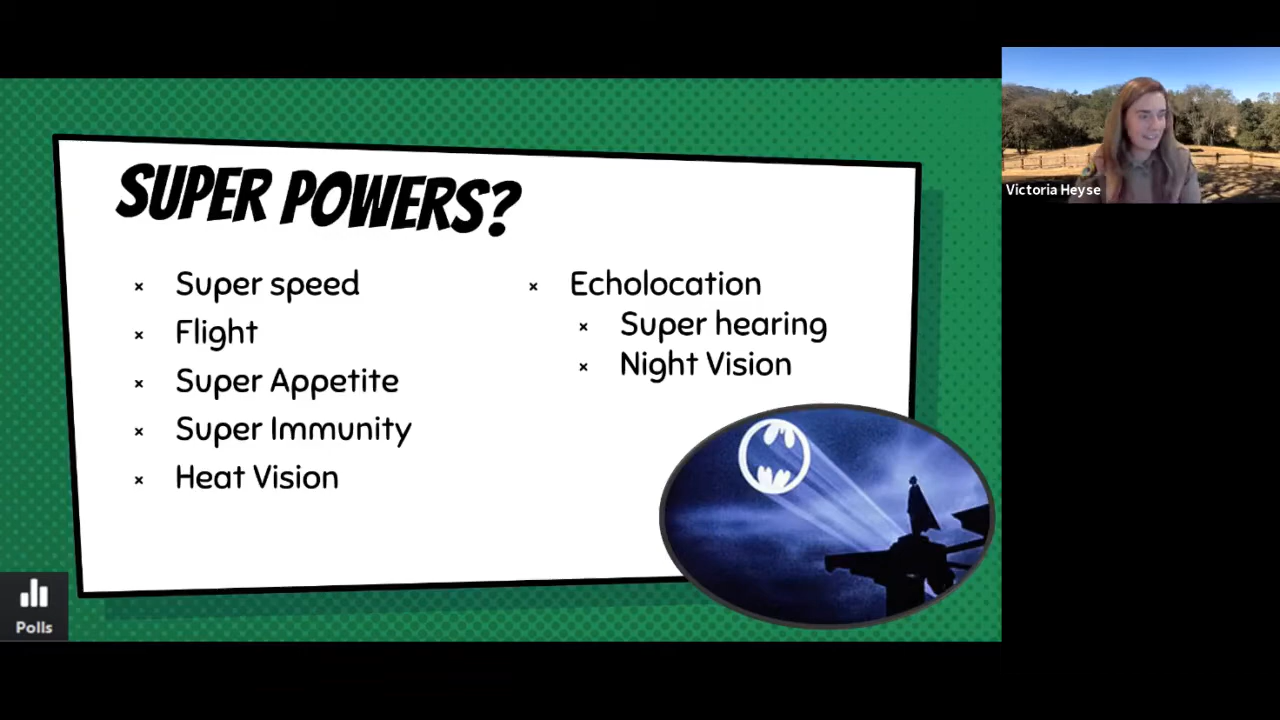 SUPER POWERS?
× Super speed
× Flight
× Super Appetite
× Super Immunity
× Heat Vision
× Echolocation
× Super hearing
× Night Vision
Victoria Heyse
Polls